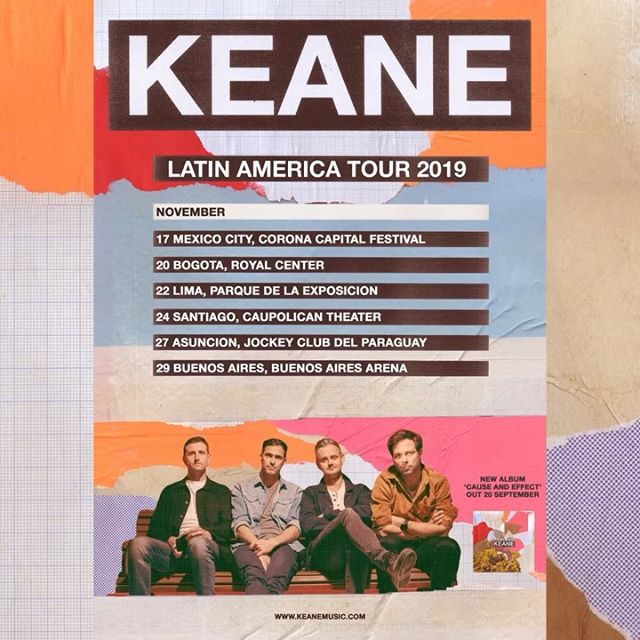 KEANE
LATIN AMERICA TOUR 2019
NOVEMBER
17 MEXICO CITY, CORONA CAPITAL FESTIVAL
20 BOGOTA, ROYAL CENTER
22 LIMA, PARQUE DE LA EXPOSICION
24 SANTIAGO, CAUPOLICAN THEATER
27 ASUNCION, JOCKEY CLUB DEL PARAGUAY
29 BUENOS AIRES, BUENOS AIRES ARENA
NEW ALBUM
'CAUSE AND EFFECT'
OUT 20 SEPTEMBER
KEANE
WWW.KEANEMUSIC.COM